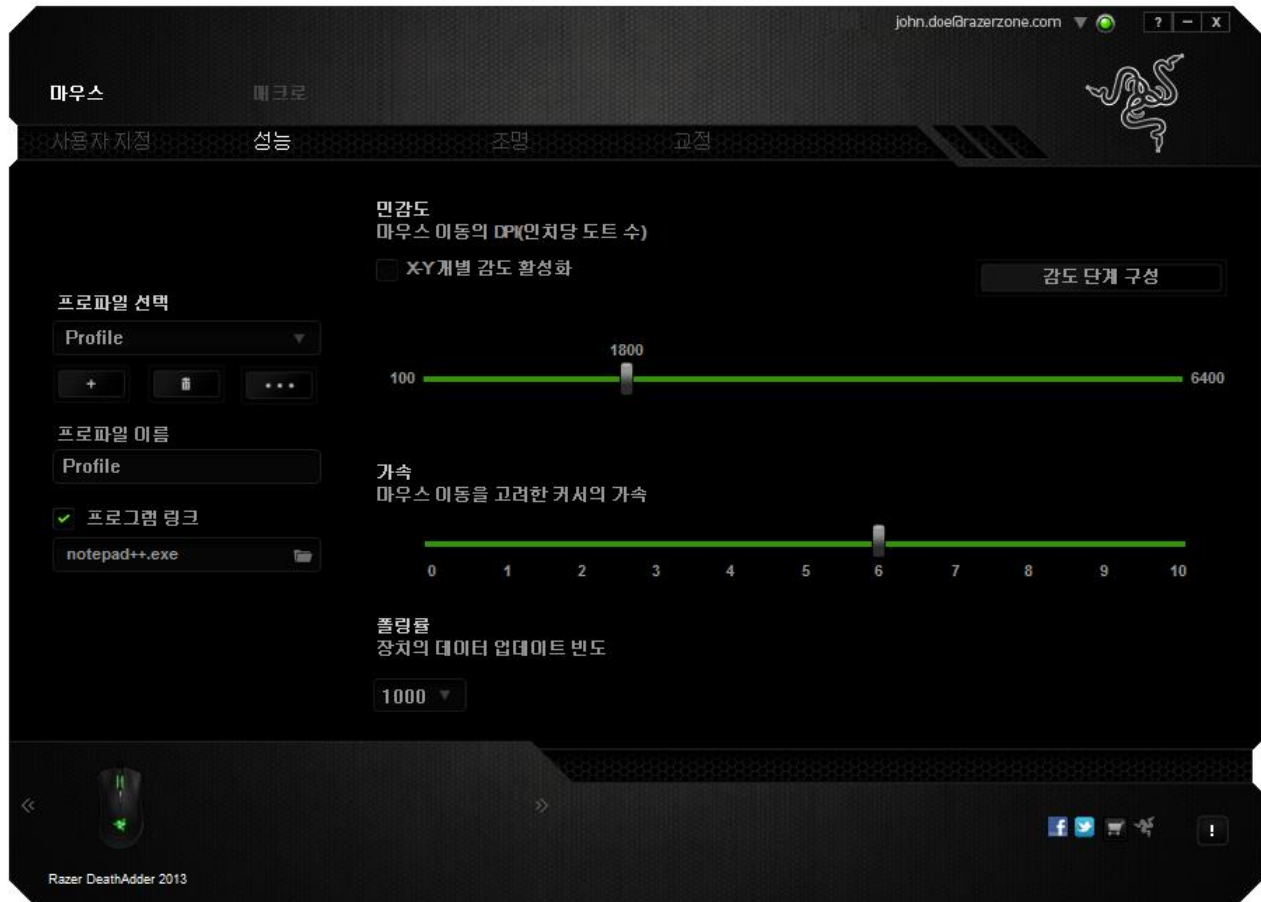 john.doe@razerzone.com
? − X
마우스 매크로
사용자 지정 성능 조명 교정
민감도
마우스 이동의 DPI(인치당 도트 수)
X-Y개별 감도 활성화
감도 단계 구성
프로파일 선택
Profile
+ •••
1800
100 6400
프로파일 이름
Profile
가속
마우스 이동을 고려한 커서의 가속
프로그램 링크
notepad++.exe
0 1 2 3 4 5 6 7 8 9 10
폴링률
장치의 데이터 업데이트 빈도
1000
« »
f !
Razer DeathAdder 2013